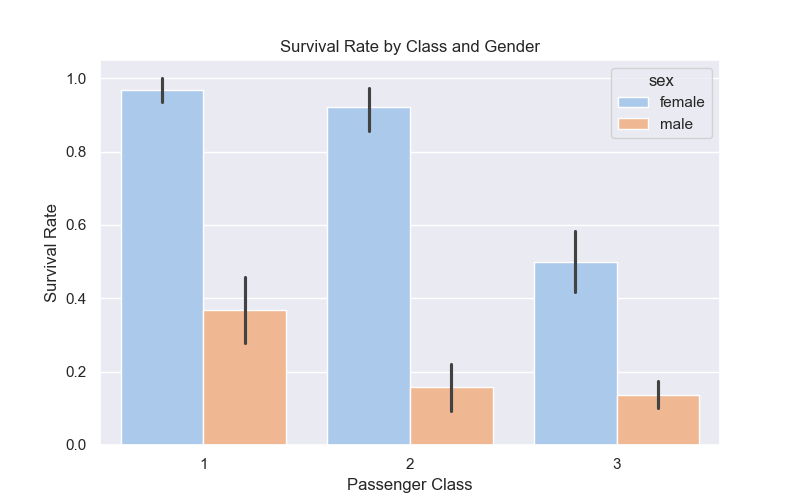 Survival Rate by Class and Gender
sex
female
male
1.0
0.8
0.6
0.4
0.2
0.0
Survival Rate
1
2
3
Passenger Class